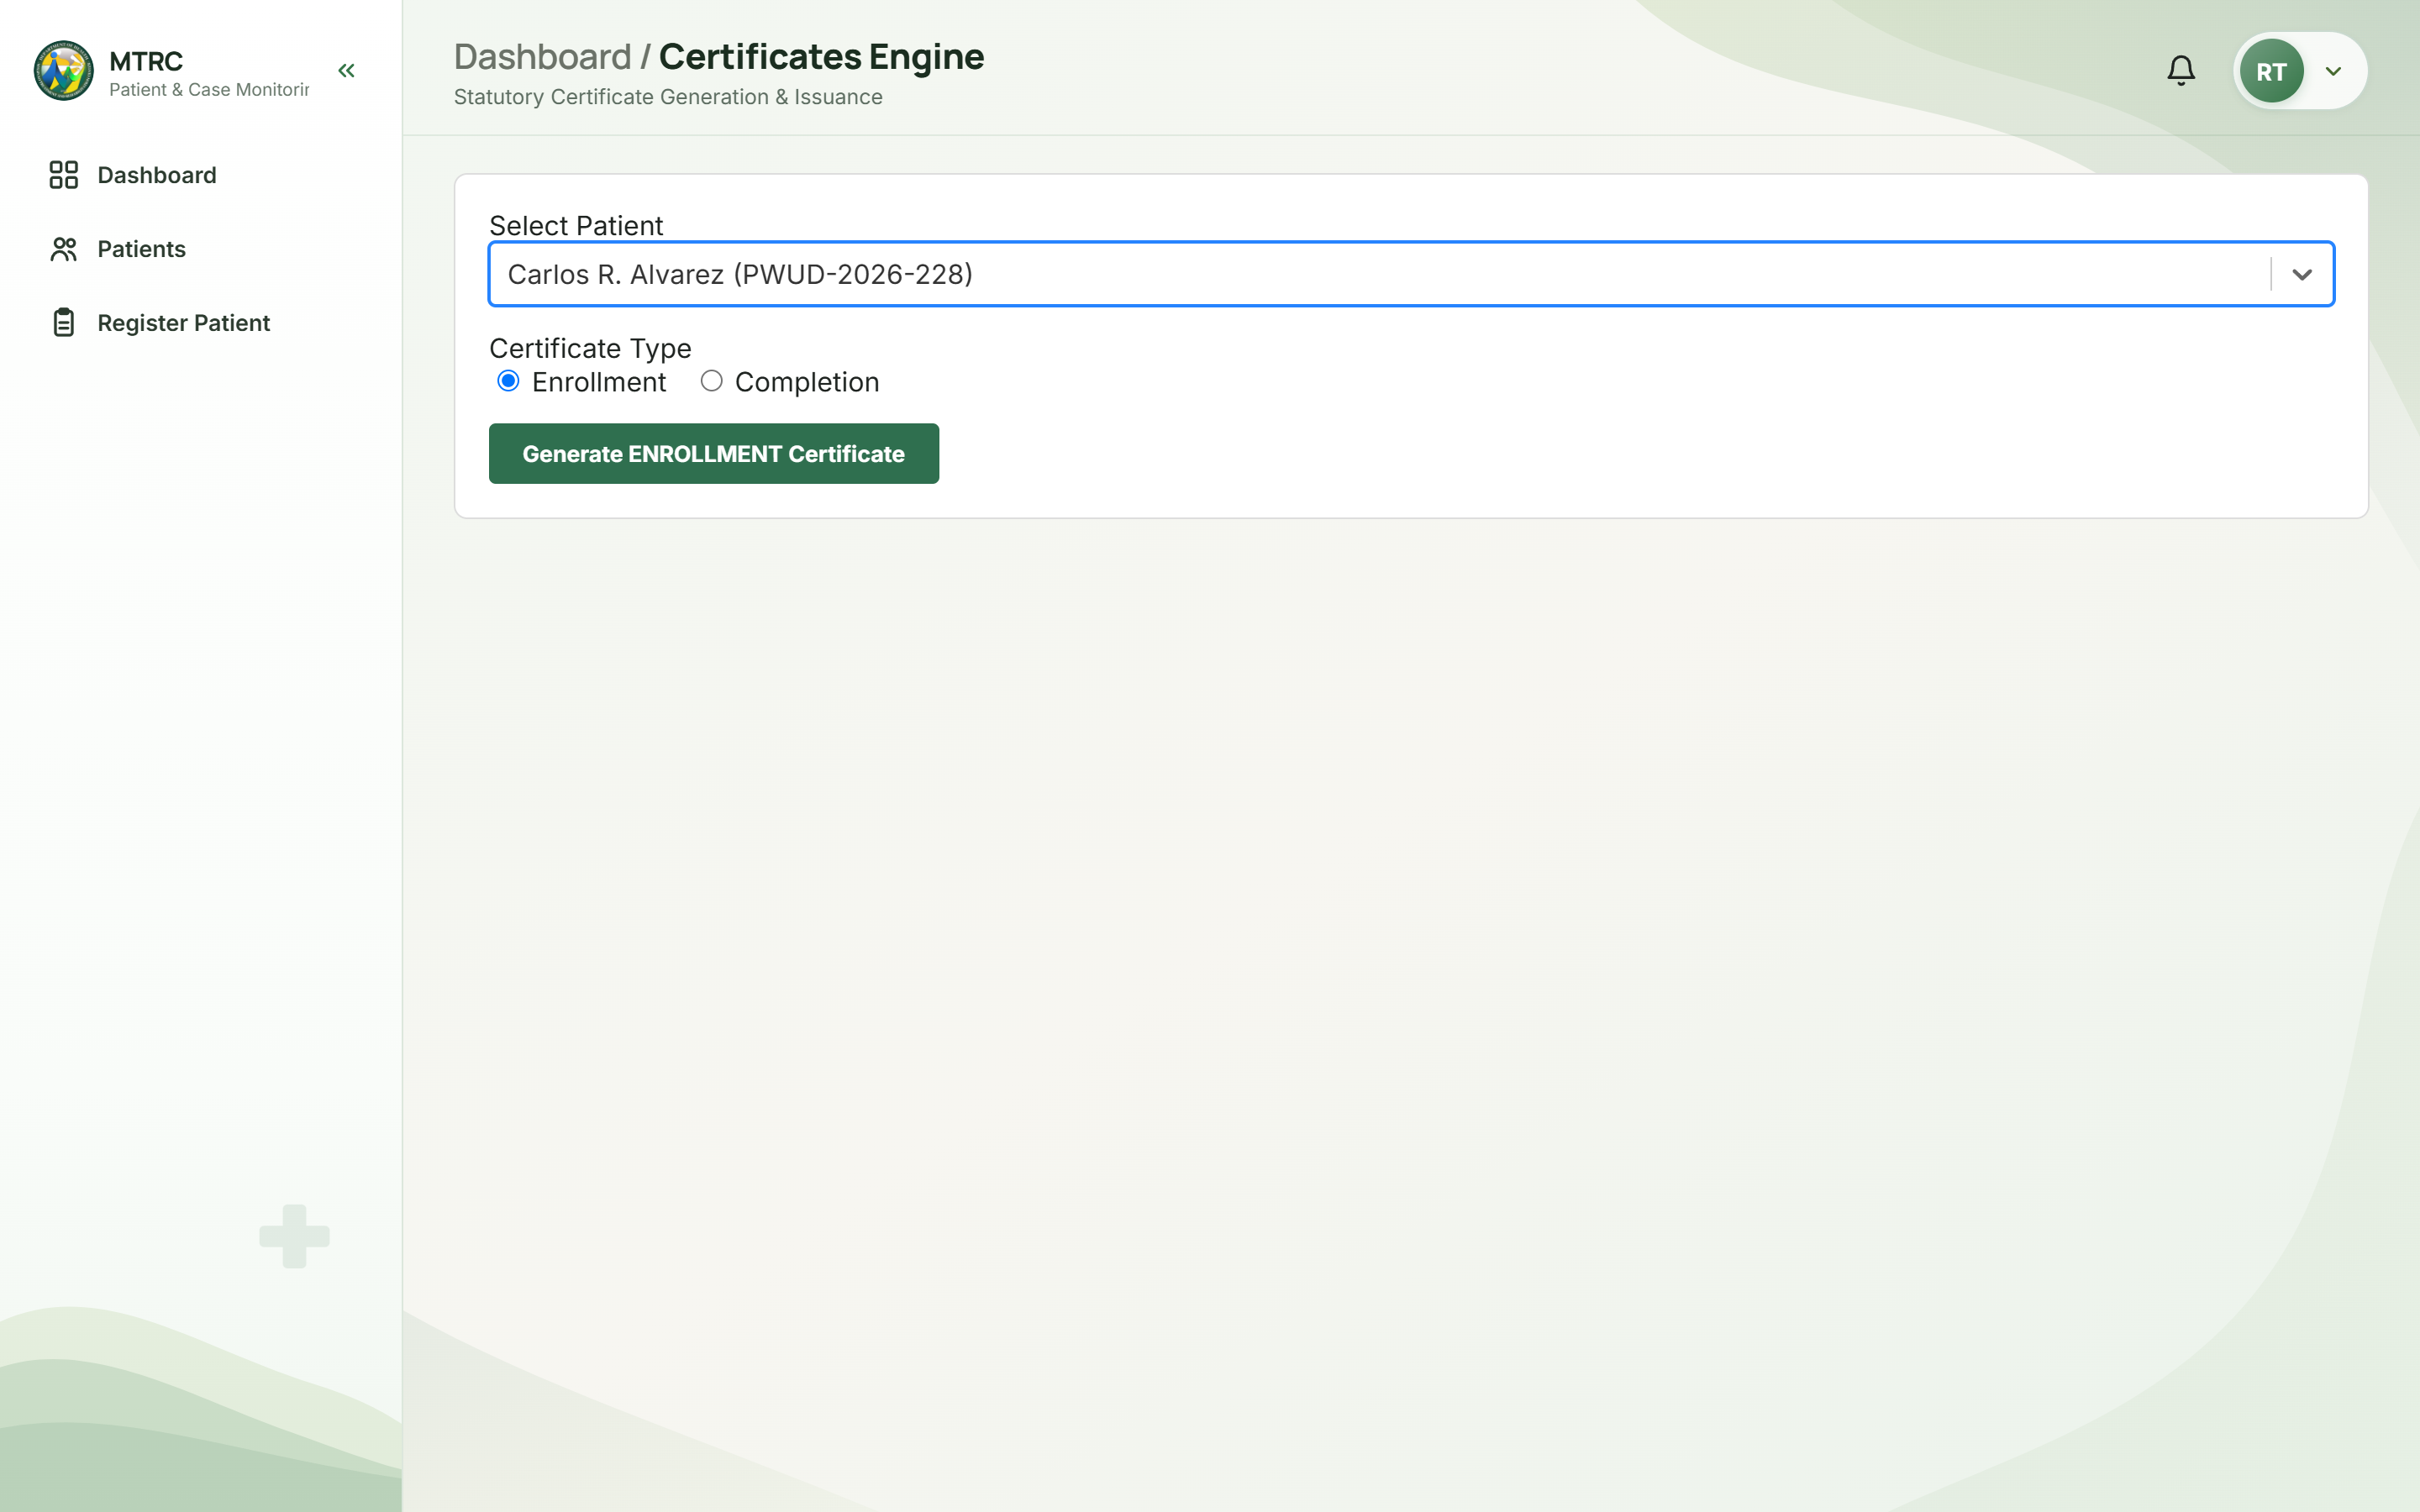 MTRC
Patient & Case Monitorir
Dashboard
Patients
Register Patient
Dashboard / Certificates Engine
Statutory Certificate Generation & Issuance
RT
Select Patient
Carlos R. Alvarez (PWUD-2026-228)
Certificate Type
Enrollment
Completion
Generate ENROLLMENT Certificate